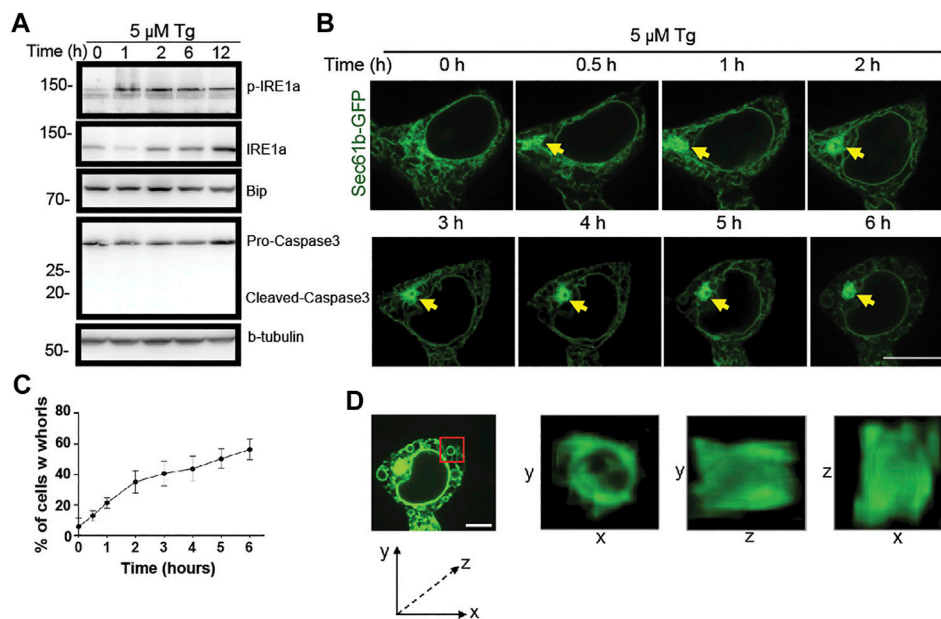 A
5 µM Tg
Time (h) 0 1 2 6 12
150-
p-IRE1a
150-
IRE1a
Bip
70-
Pro-Caspase3
25-
20-
Cleaved-Caspase3
b-tubulin
50-
B
5 µM Tg
Time (h) 0 h 0.5 h 1 h 2 h
Sec61b-GFP
3 h 4 h 5 h 6 h
C
% of cells w whorls
80
60
40
20
0
0 1 2 3 4 5 6
Time (hours)
D
y
z
x
y
x
y
z
z
x